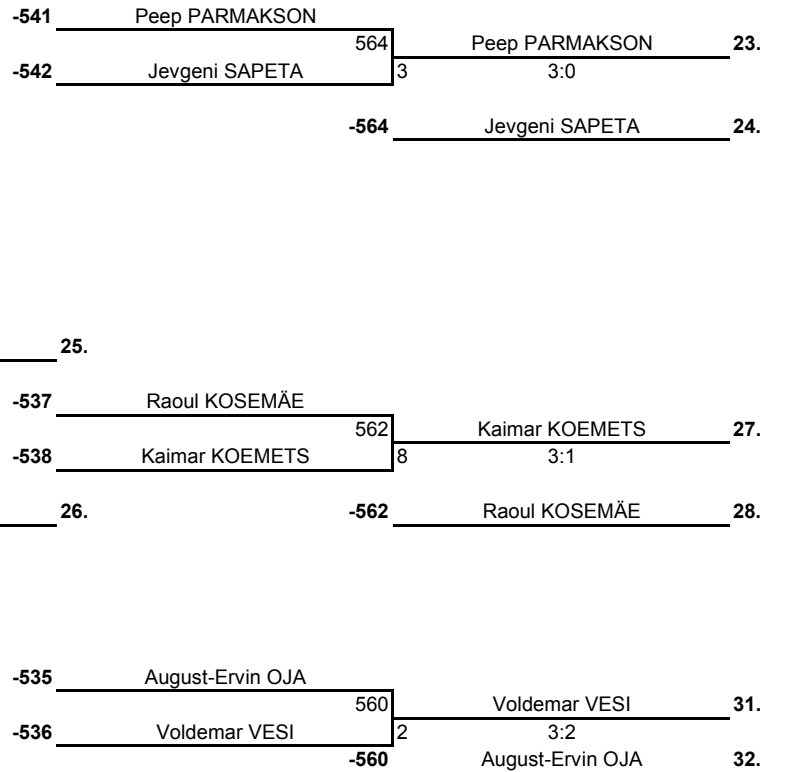 -541 Peep PARMAKSON
564 Peep PARMAKSON 23.
-542 Jevgeni SAPETA 3 3:0
-564 Jevgeni SAPETA 24.
25.
-537 Raoul KOSEMÄE
562 Kaimar KOEMETS 27.
-538 Kaimar KOEMETS 8 3:1
26. -562 Raoul KOSEMÄE 28.
-535 August-Ervin OJA
560 Voldemar VESI 31.
-536 Voldemar VESI 2 3:2
-560 August-Ervin OJA 32.